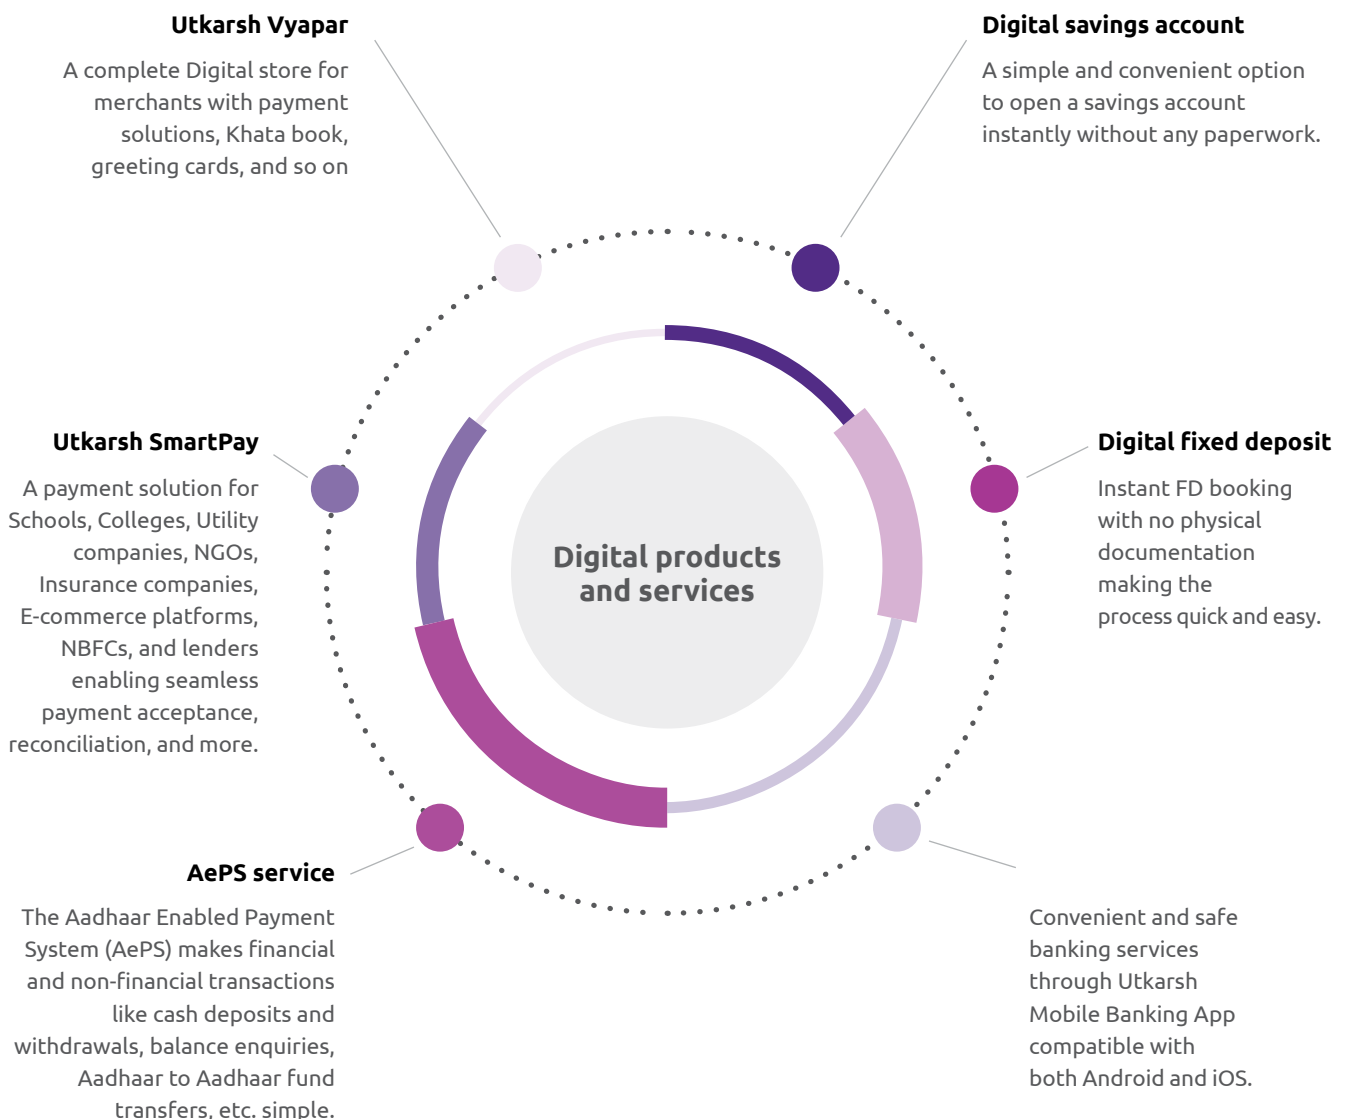 Utkarsh Vyapar
A complete Digital store for
merchants with payment
solutions, Khata book,
greeting cards, and so on
Digital savings account
A simple and convenient option
to open a savings account
instantly without any paperwork.
Utkarsh SmartPay
A payment solution for
Schools, Colleges, Utility
companies, NGOs,
Insurance companies,
E-commerce platforms,
NBFCs, and lenders
enabling seamless
payment acceptance,
reconciliation, and more.
Digital products
and services
Digital fixed deposit
Instant FD booking
with no physical
documentation
making the
process quick and easy.
AePS service
The Aadhaar Enabled Payment
System (AePS) makes financial
and non-financial transactions
like cash deposits and
withdrawals, balance enquiries,
Aadhaar to Aadhaar fund
transfers, etc. simple.
Convenient and safe
banking services
through Utkarsh
Mobile Banking App
compatible with
both Android and iOS.